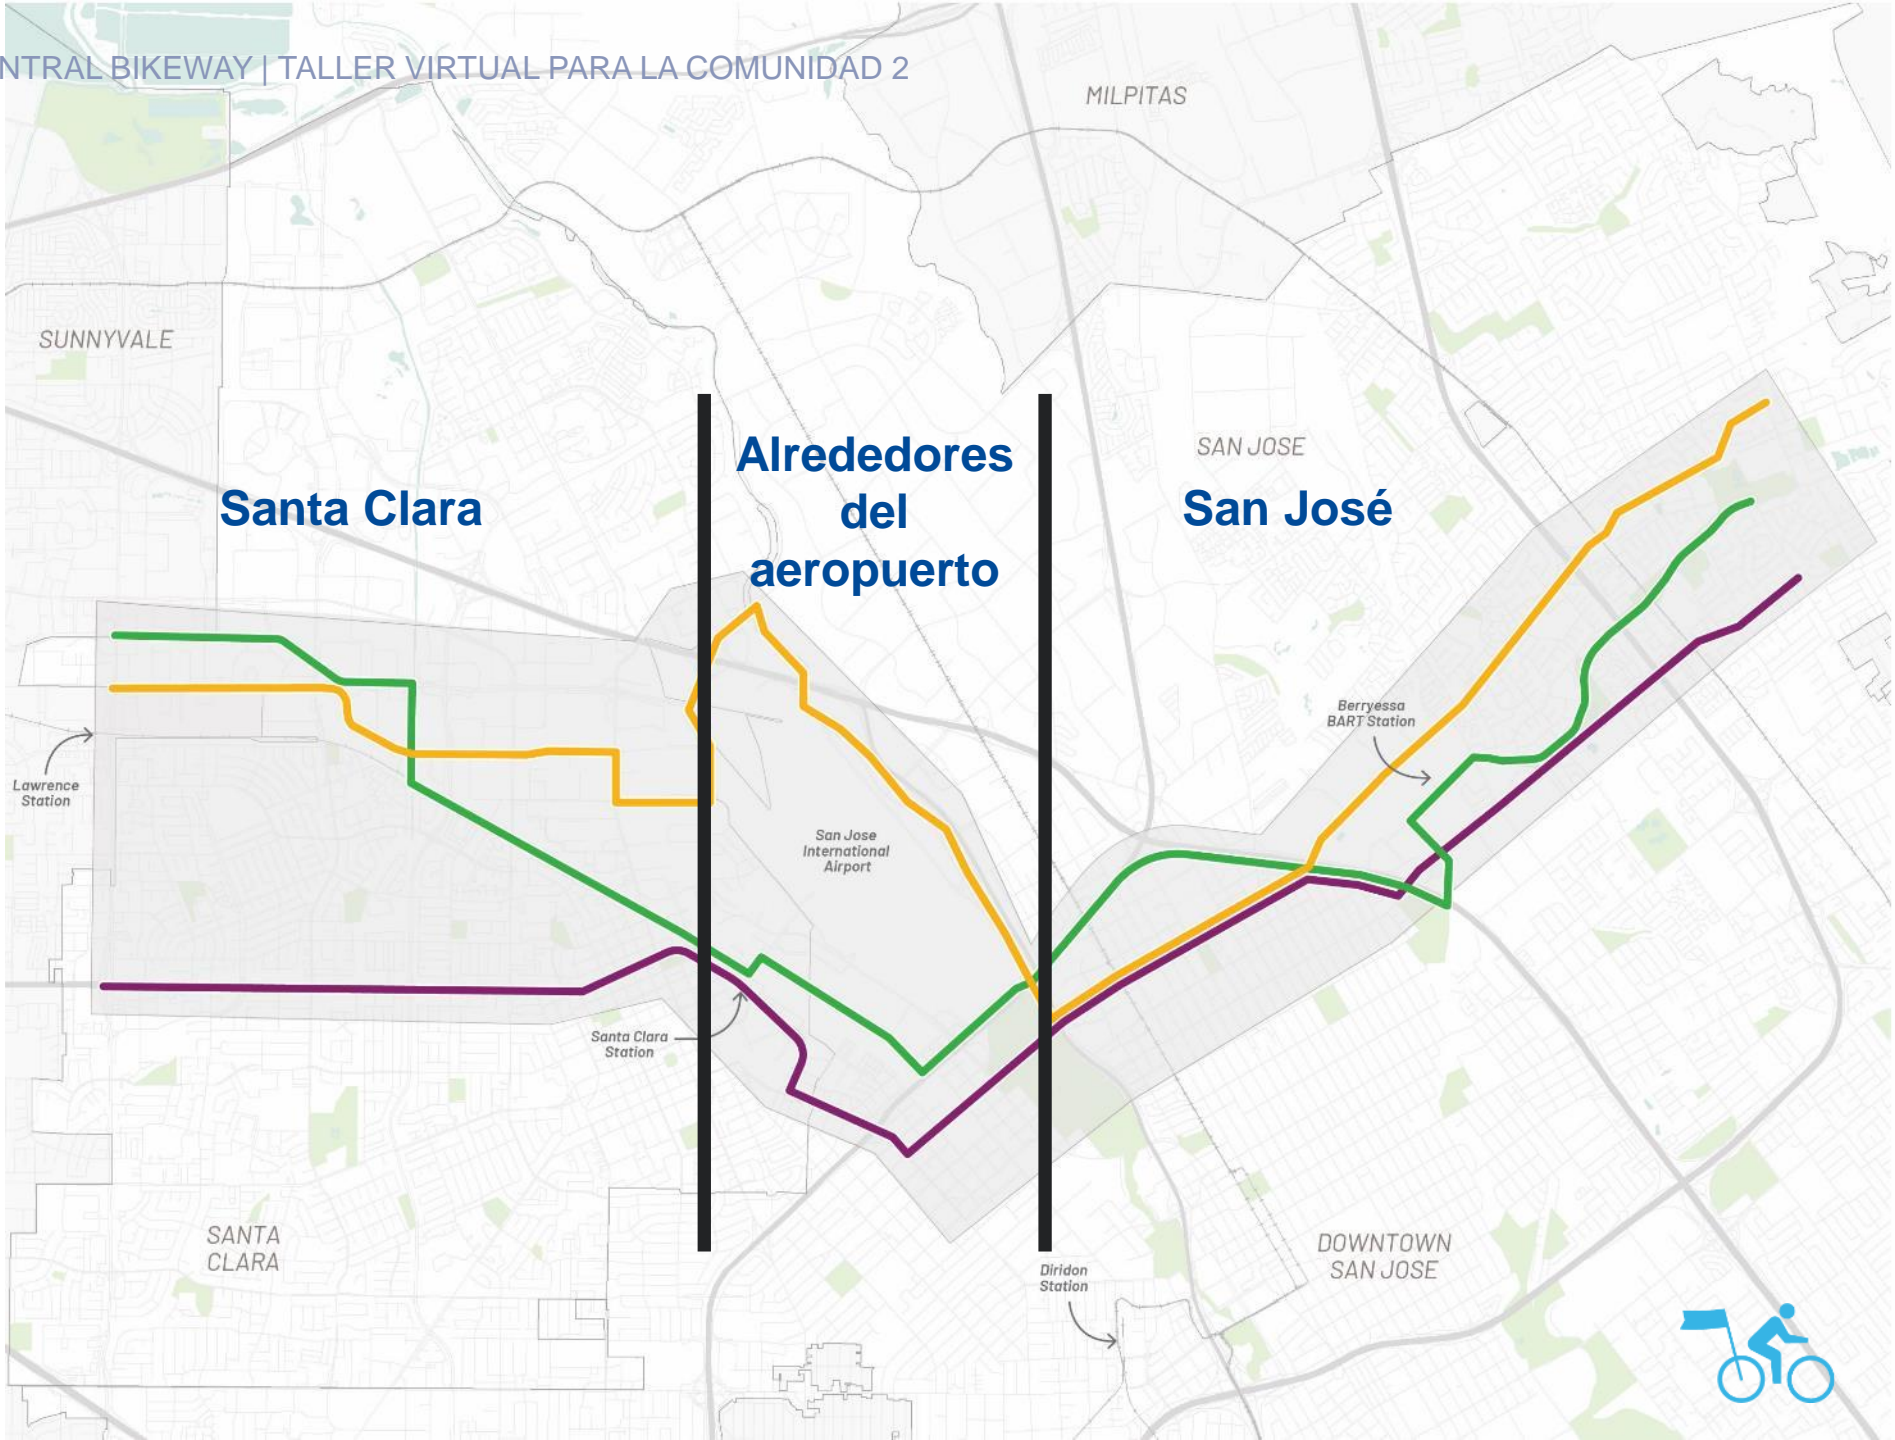 NTRAL BIKEWAY | TALLER VIRTUAL PARA LA COMUNIDAD 2
MILPITAS
SUNNYVALE
SAN JOSE
Santa Clara
Alrededores
del
aeropuerto
San José
Berryessa
BART Station
Lawrence
Station
San Jose
International
Airport
Santa Clara
Station
SANTA
CLARA
Diridon
Station
DOWNTOWN
SAN JOSE